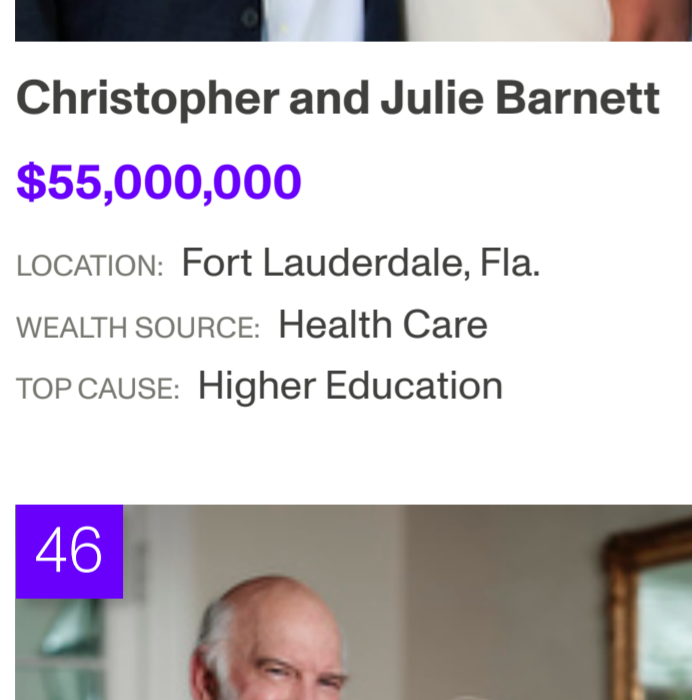 Christopher and Julie Barnett
$55,000,000
LOCATION: Fort Lauderdale, Fla.
WEALTH SOURCE: Health Care
TOP CAUSE: Higher Education
46